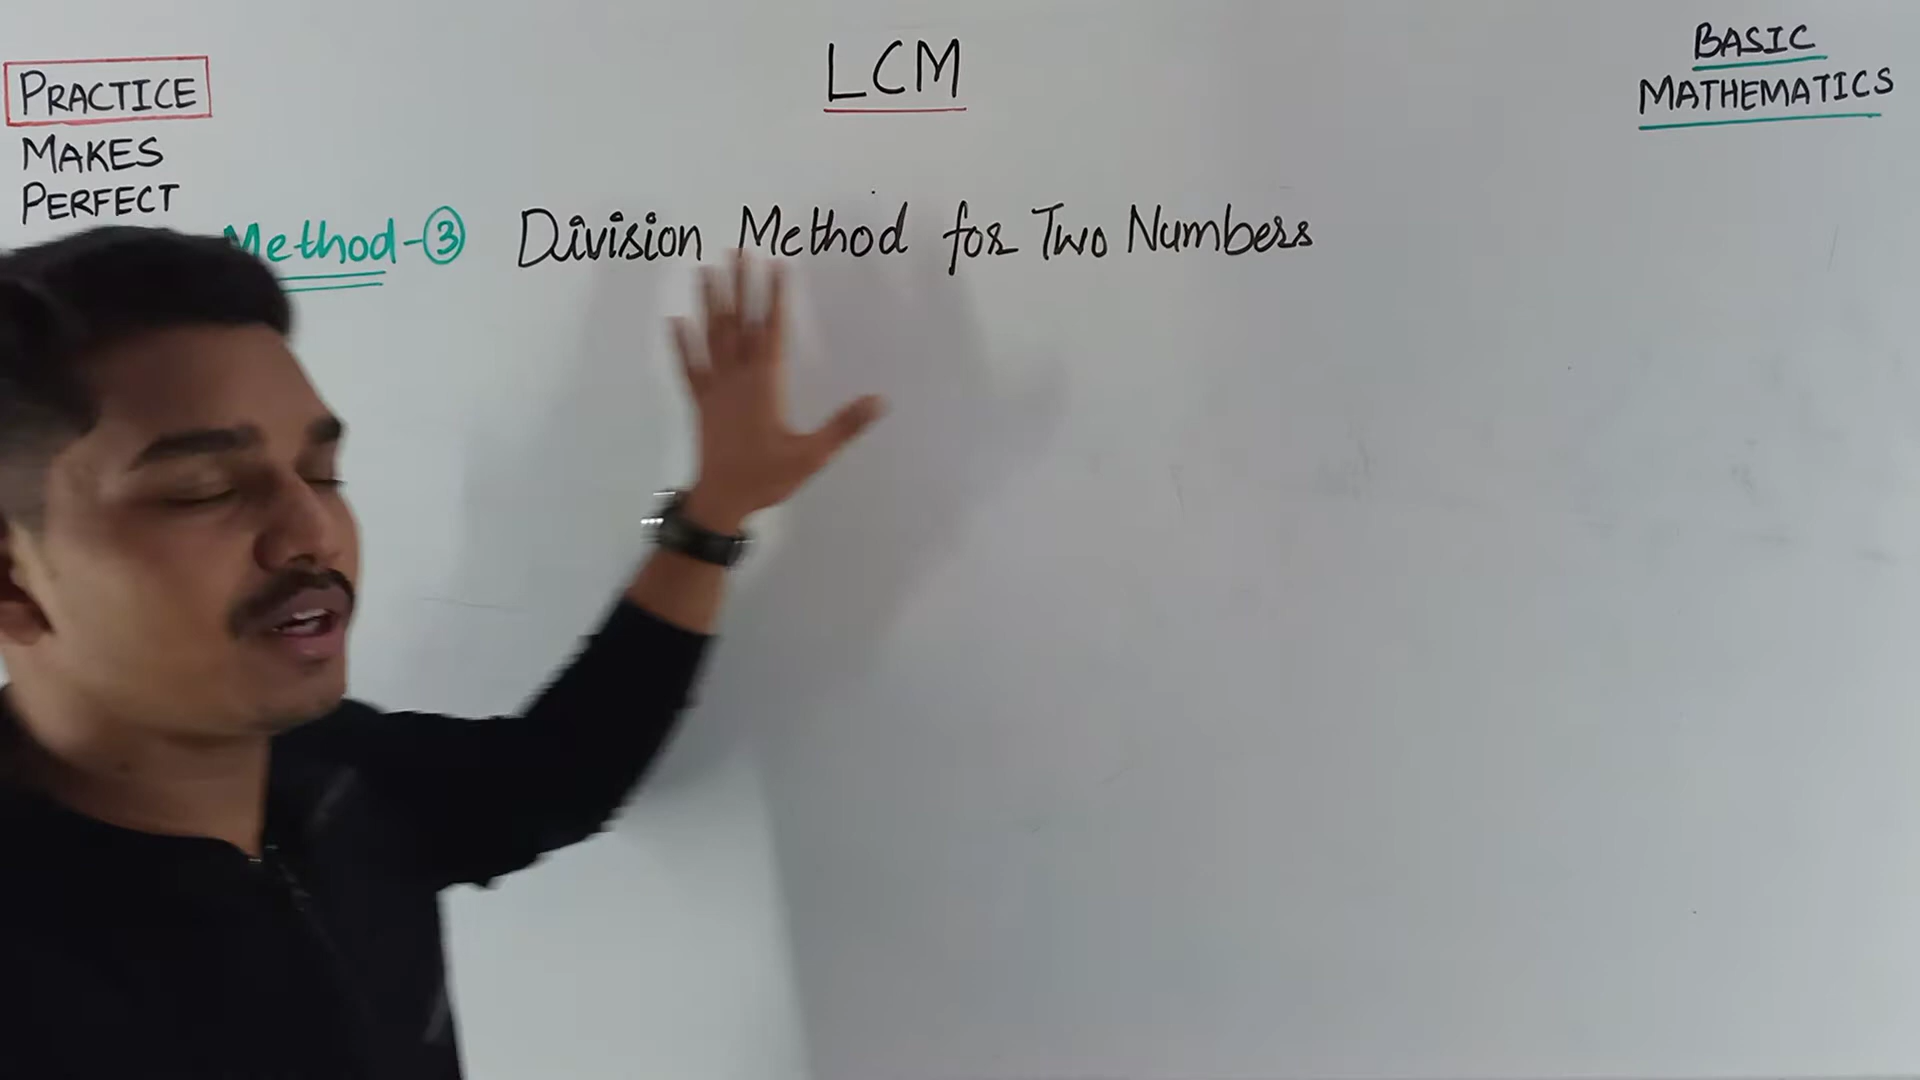 LCM
BASIC
MATHEMATICS
PRACTICE
MAKES
PERFECT
Method-③ Division Method for Two Numbers